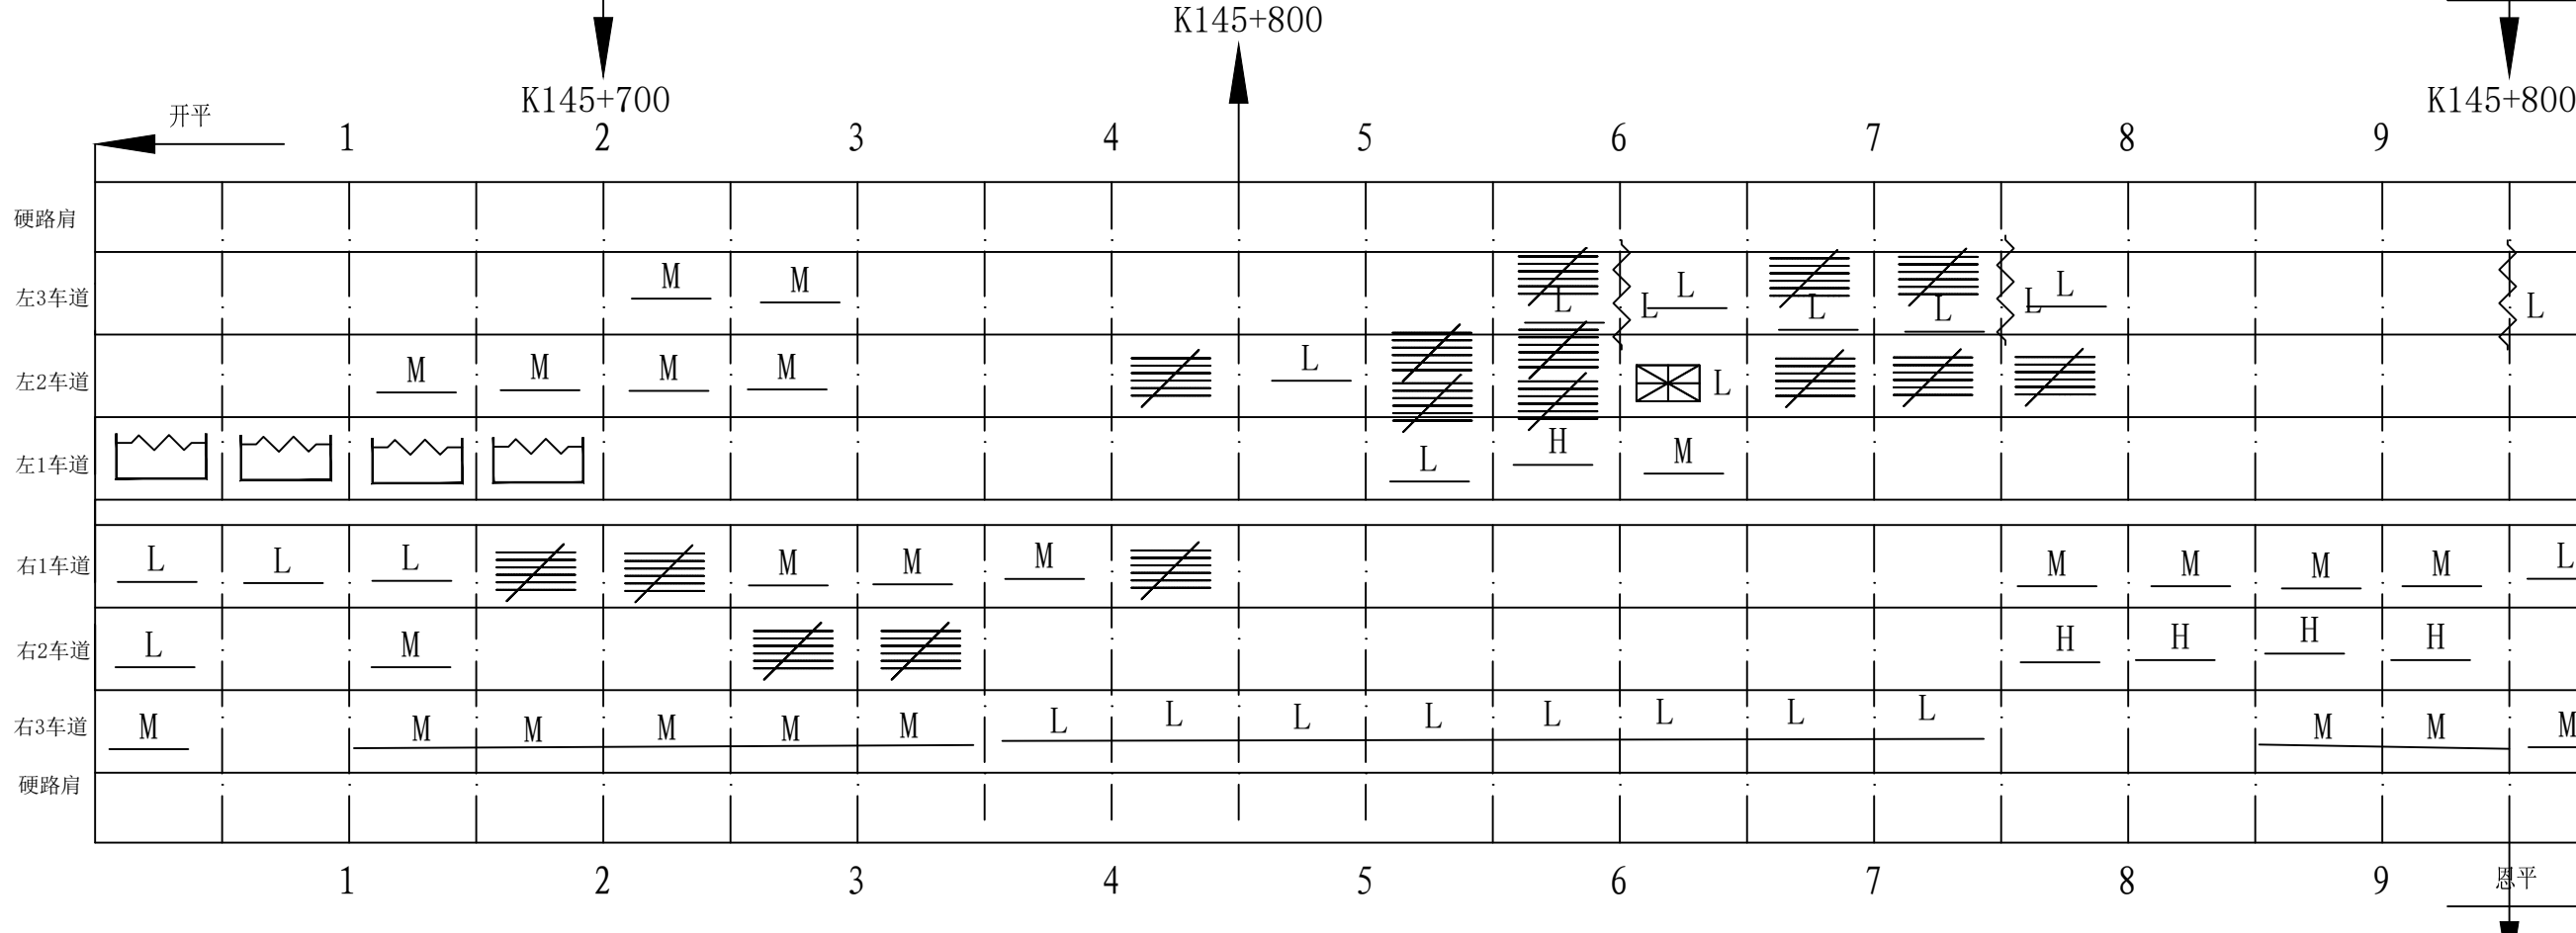 K145+800
K145+700
K145+800
开平
1 2 3 4 5 6 7 8 9
硬路肩
左3车道 M M L L L L L L L L
左2车道 M M M M L L
左1车道 L H M
右1车道 L L L M M M M M M M L
右2车道 L M H H H H
右3车道 M M M M M M L L L L L L L L M M M
硬路肩
1 2 3 4 5 6 7 8 9
恩平